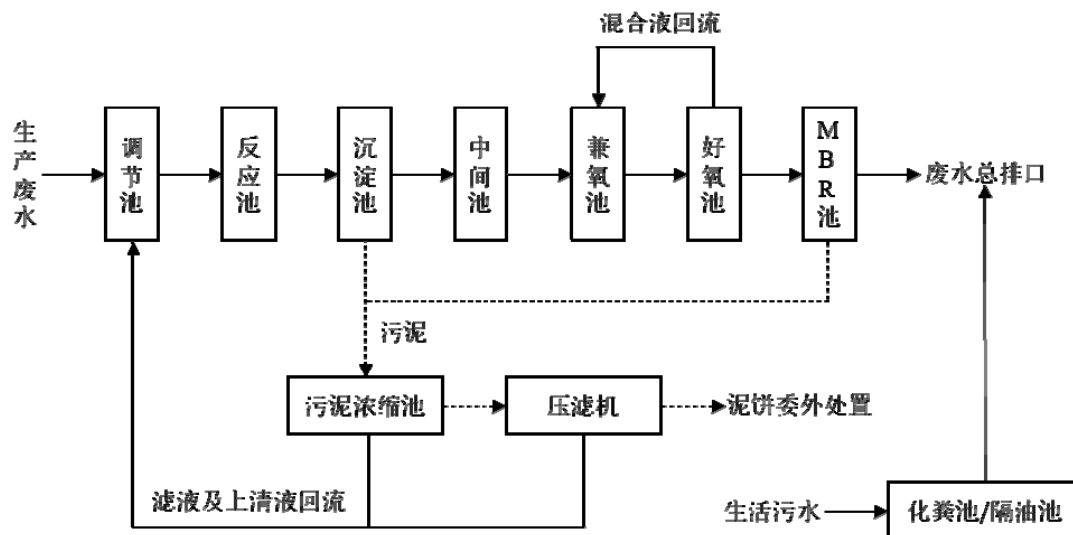 混合液回流
生产废水
调节池
反应池
沉淀池
中间池
兼氧池
好氧池
MBR池
废水总排口
污泥
污泥浓缩池
压滤机
泥饼委外处置
滤液及上清液回流
生活污水
化粪池/隔油池